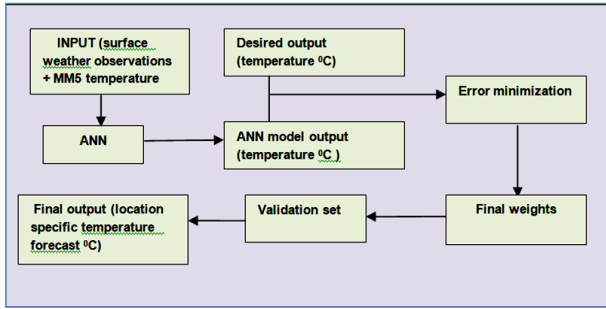 INPUT (surface
weather observations
+ MM5 temperature
Desired output
(temperature ⁰C)
Error minimization
ANN
ANN model output
(temperature ⁰C )
Final output (location
specific temperature
forecast ⁰C)
Validation set
Final weights